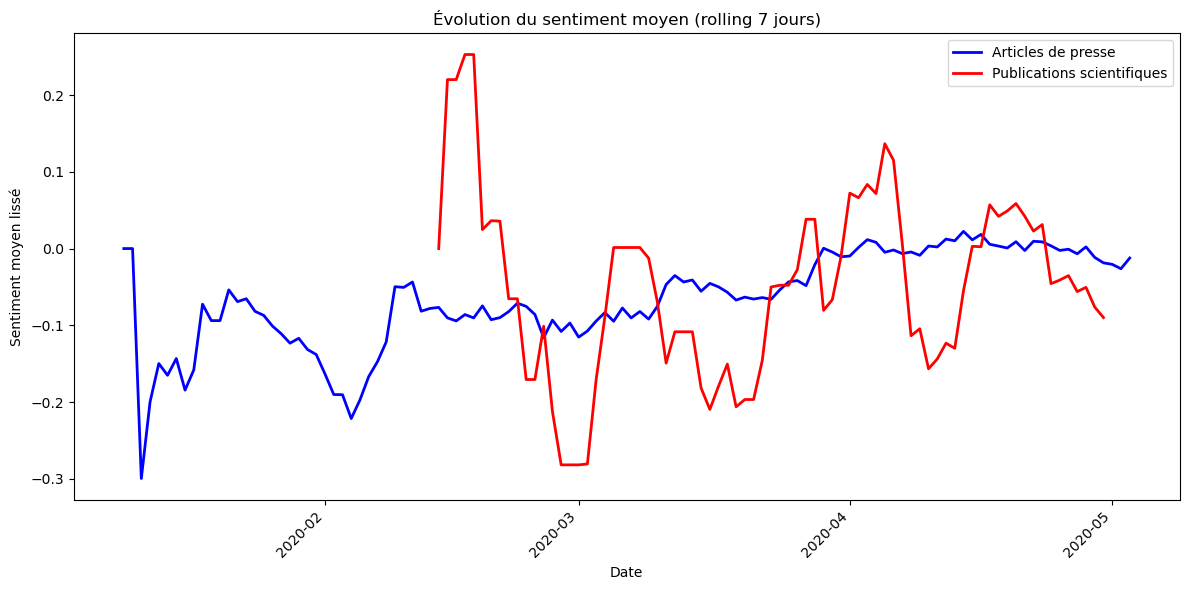 Évolution du sentiment moyen (rolling 7 jours)
Articles de presse
Publications scientifiques
Sentiment moyen lissé
0.2
0.1
0.0
−0.1
−0.2
−0.3
2020-02
2020-03
2020-04
2020-05
Date